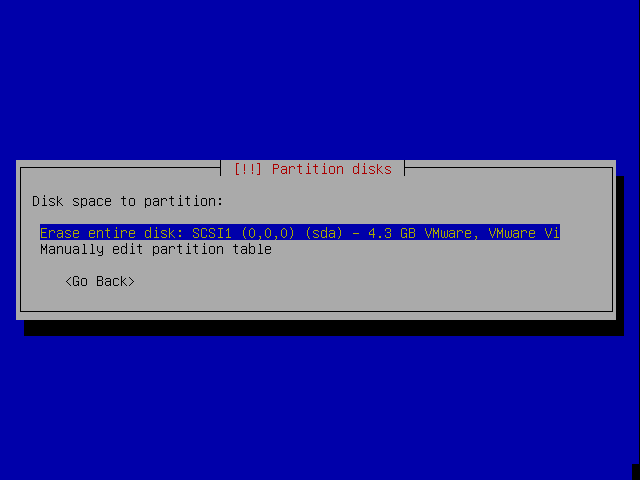 [!!] Partition disks
Disk space to partition:
Erase entire disk: SCSI1 (0,0,0) (sda) - 4.3 GB VMware, VMware Vi
Manually edit partition table
<Go Back>